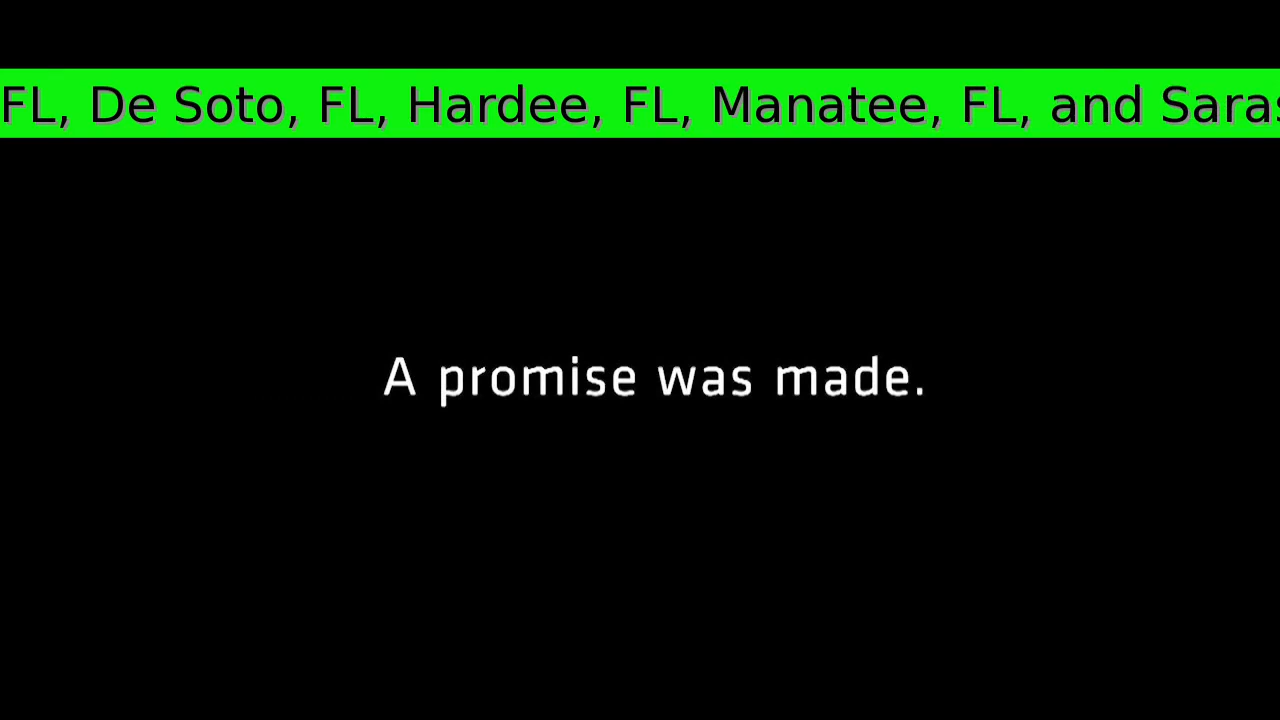 FL, De Soto, FL, Hardee, FL, Manatee, FL, and Saras
A promise was made.